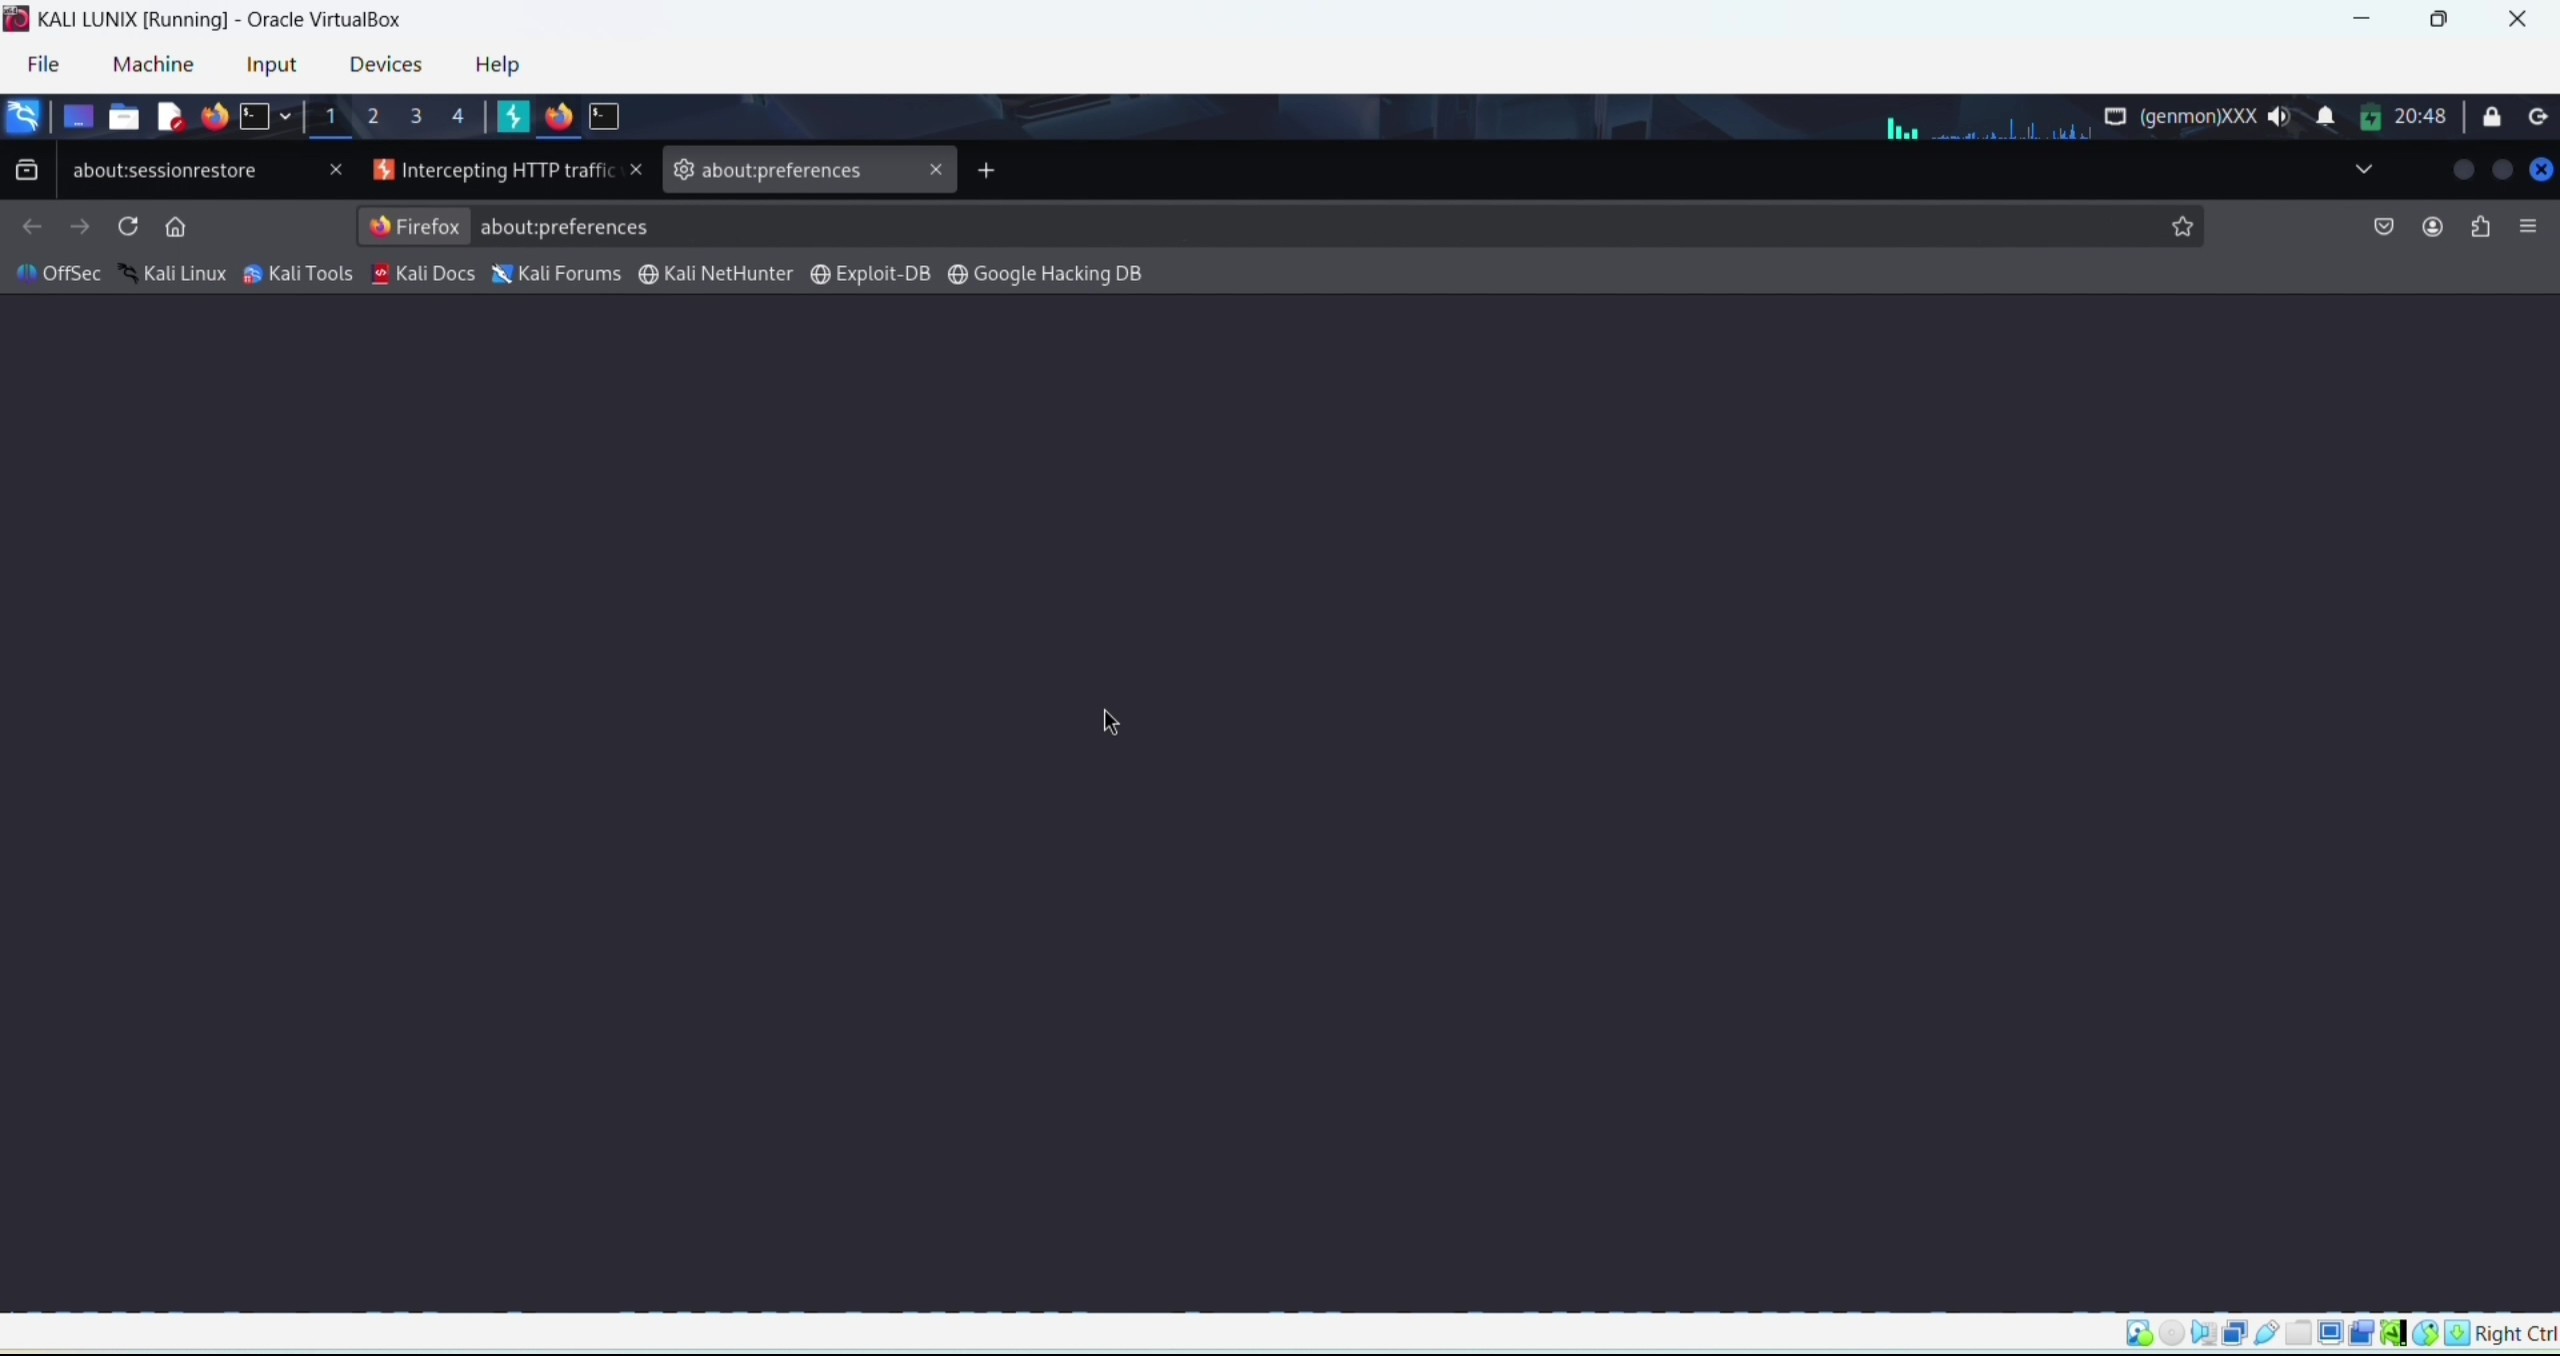 KALI LUNIX [Running] - Oracle VirtualBox
File Machine Input Devices Help
1 2 3 4 (genmon)XXX 20:48
about:sessionrestore Intercepting HTTP traffic about:preferences
Firefox about:preferences
OffSec Kali Linux Kali Tools Kali Docs Kali Forums Kali NetHunter Exploit-DB Google Hacking DB
Right Ctrl